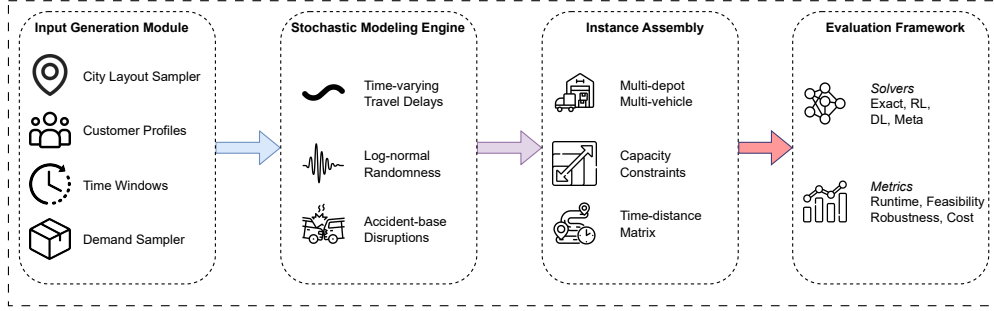 Input Generation Module
City Layout Sampler
Customer Profiles
Time Windows
Demand Sampler
Stochastic Modeling Engine
Time-varying
Travel Delays
Log-normal
Randomness
Accident-base
Disruptions
Instance Assembly
Multi-depot
Multi-vehicle
Capacity
Constraints
Time-distance
Matrix
Evaluation Framework
Solvers
Exact, RL,
DL, Meta
Metrics
Runtime, Feasibility
Robustness, Cost